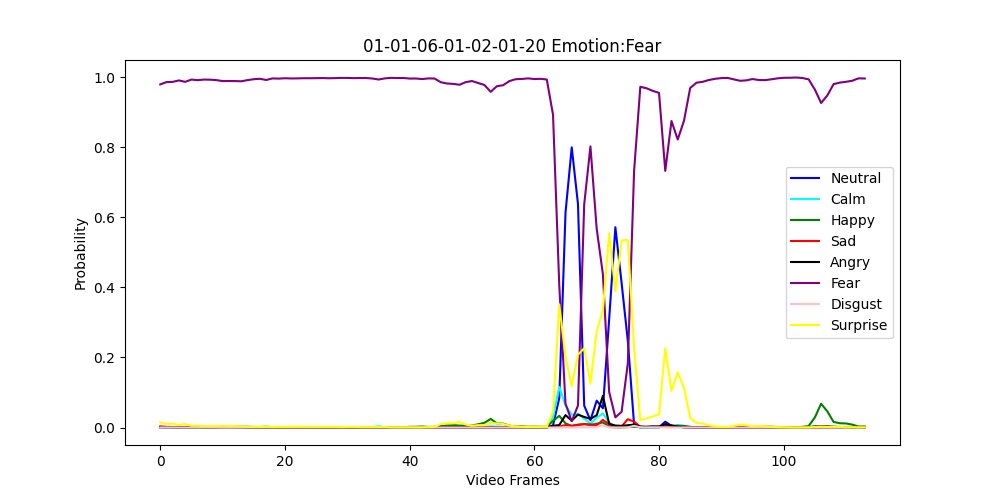 01-01-06-01-02-01-20 Emotion:Fear
1.0
0.8
0.6
0.4
0.2
0.0
Probability
0 20 40 60 80 100
Video Frames
Neutral
Calm
Happy
Sad
Angry
Fear
Disgust
Surprise